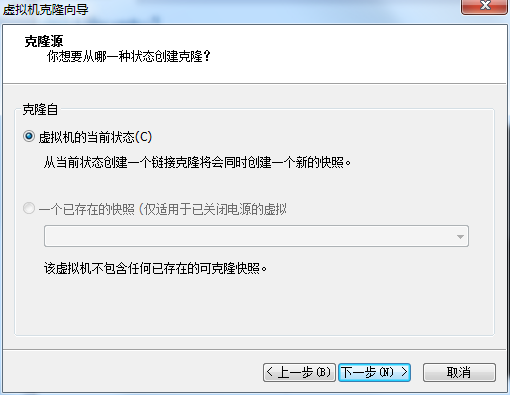 虚拟机克隆向导
克隆源
你想要从哪一种状态创建克隆?
克隆自
虚拟机的当前状态(C)
从当前状态创建一个链接克隆将会同时创建一个新的快照。
一个已存在的快照 (仅适用于已关闭电源的虚拟
该虚拟机不包含任何已存在的可克隆快照。
< 上一步(B) 下一步(N) > 取消